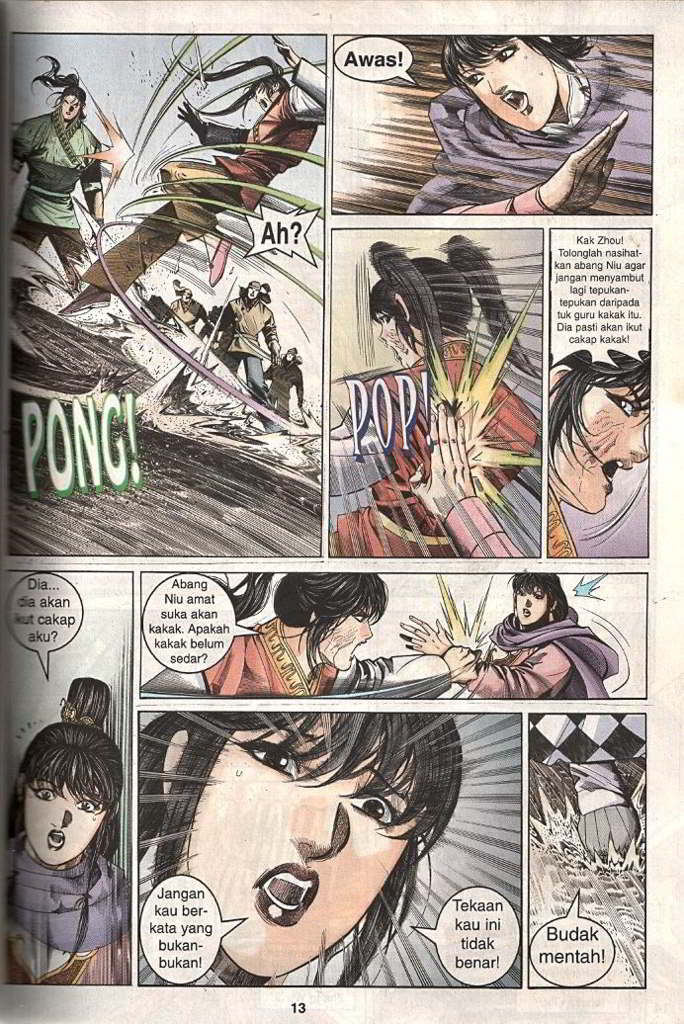 Ah?
PONG!
Awas!
POP!
Kak Zhou!
Tolonglah nasihat-
kan abang Niu agar
jangan menyambut
lagi tepukan-
tepukan daripada
tuk guru kakak itu.
Dia pasti akan ikut
cakap kakak!
Dia...
dia akan
ikut cakap
aku?
Abang
Niu amat
suka akan
kakak. Apakah
kakak belum
sedar?
Jangan
kau ber-
kata yang
bukan-
bukan!
Tekaan
kau ini
tidak
benar!
Budak
mentah!
13